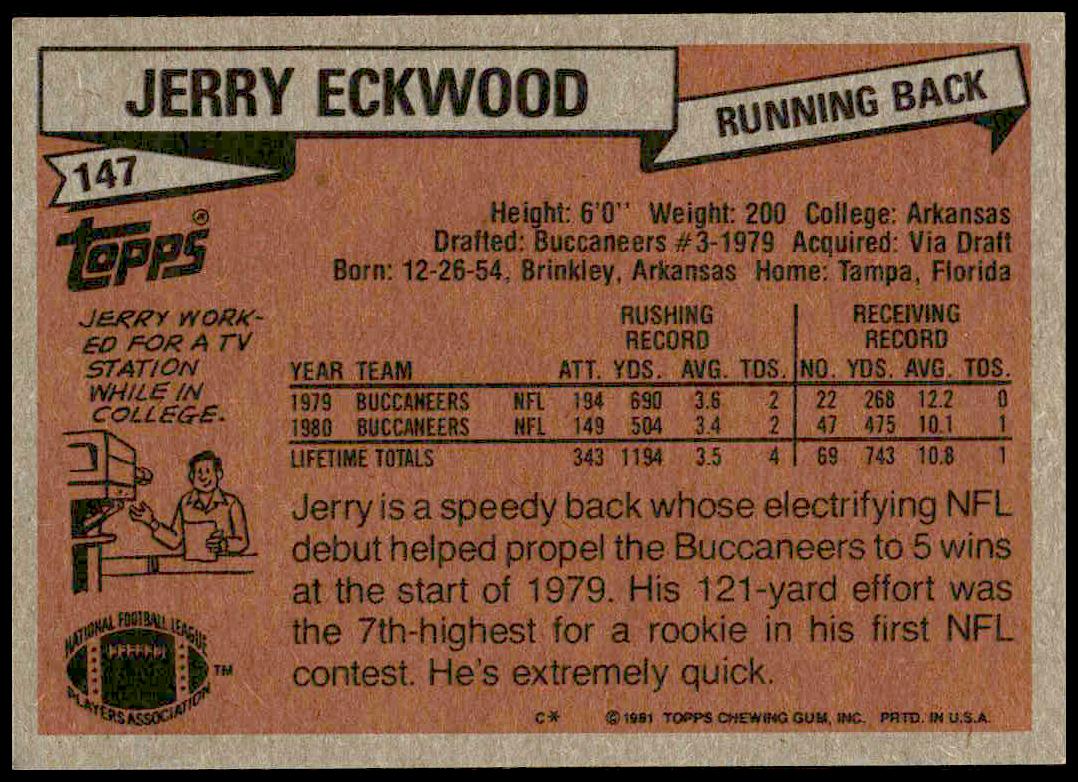 JERRY ECKWOOD
RUNNING BACK
147
topps®
Height: 6'0'' Weight: 200 College: Arkansas
Drafted: Buccaneers #3-1979 Acquired: Via Draft
Born: 12-26-54, Brinkley, Arkansas Home: Tampa, Florida
JERRY WORK-
ED FOR A TV
STATION
WHILE IN
COLLEGE.
RUSHING RECEIVING
RECORD RECORD
YEAR TEAM ATT. YDS. AVG. TDS. NO. YDS. AVG. TDS.
1979 BUCCANEERS NFL 194 690 3.6 2 22 268 12.2 0
1980 BUCCANEERS NFL 149 504 3.4 2 47 475 10.1 1
LIFETIME TOTALS 343 1194 3.5 4 69 743 10.8 1
Jerry is a speedy back whose electrifying NFL
debut helped propel the Buccaneers to 5 wins
at the start of 1979. His 121-yard effort was
the 7th-highest for a rookie in his first NFL
contest. He's extremely quick.
NATIONAL FOOTBALL LEAGUE
PLAYERS ASSOCIATION
TM
C* © 1981 TOPPS CHEWING GUM, INC. PRTD. IN U.S.A.